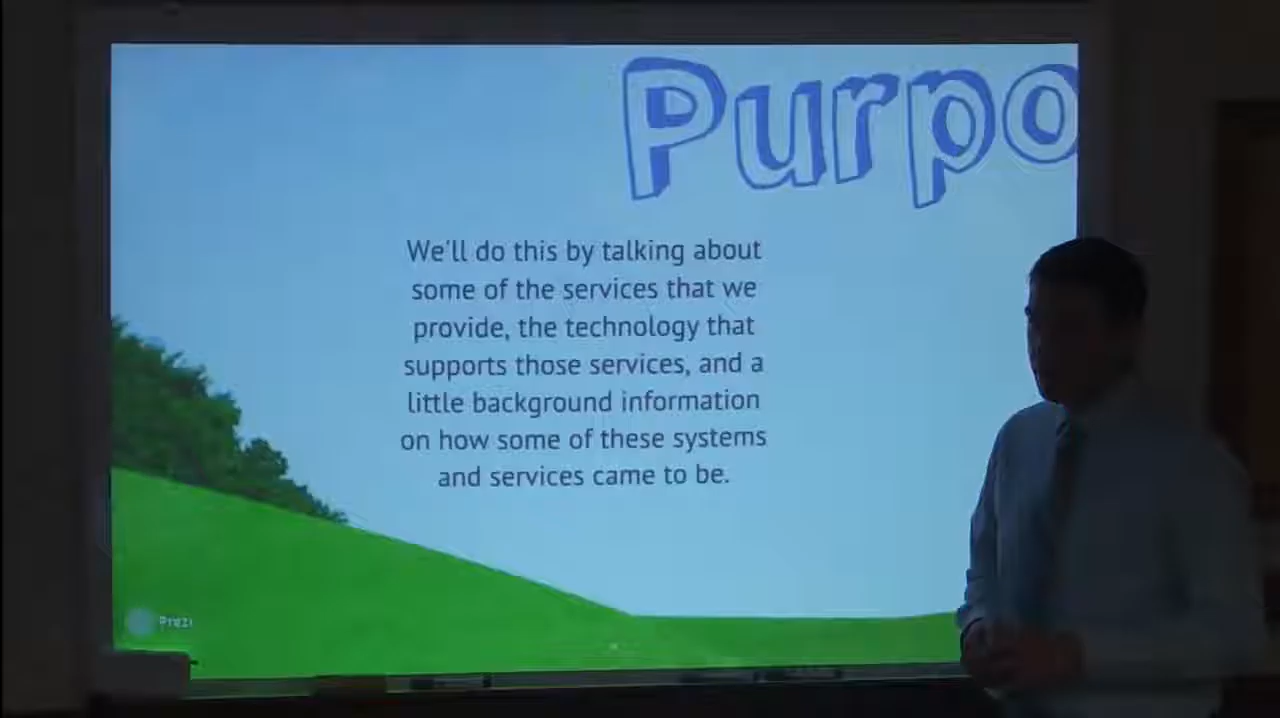 Purpo
We'll do this by talking about
some of the services that we
provide, the technology that
supports those services, and a
little background information
on how some of these systems
and services came to be.
Prezi